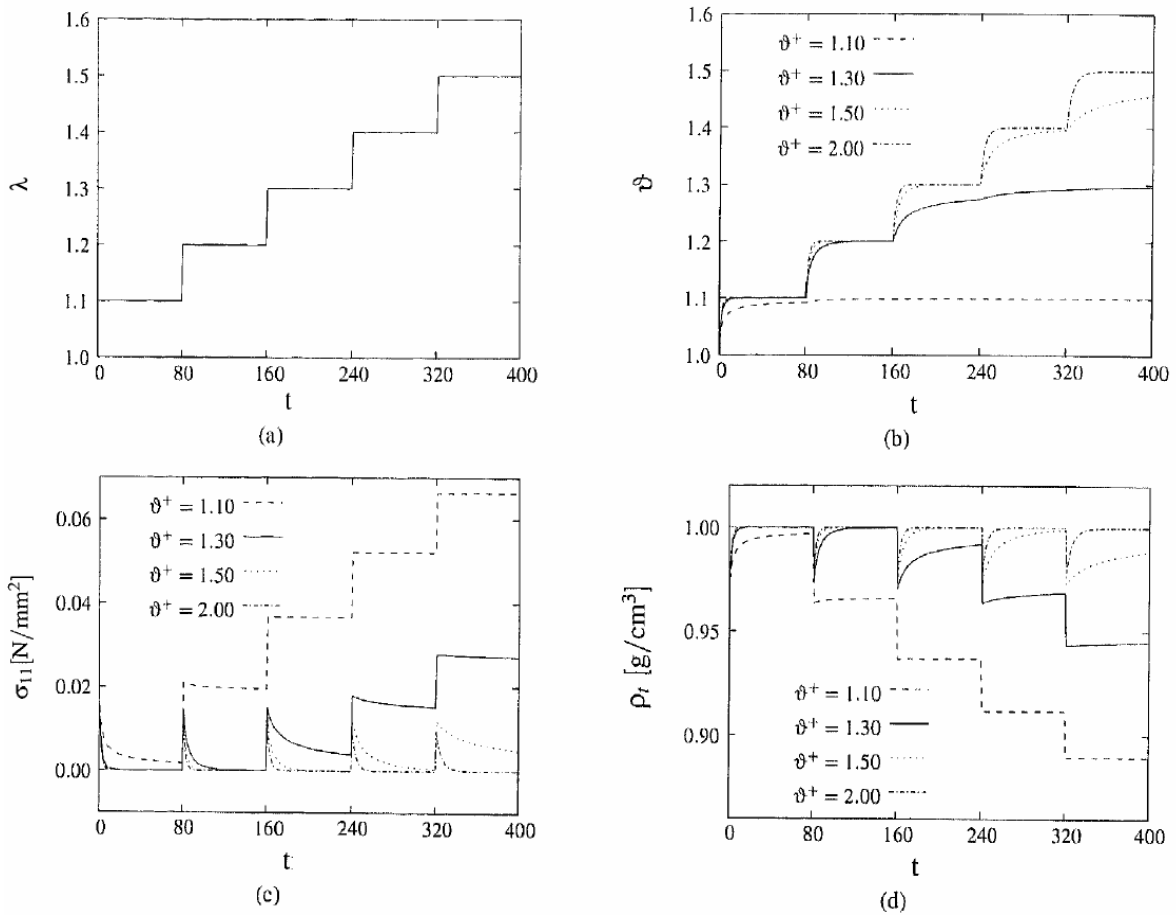 1.6
1.5
1.4
1.3
1.2
1.1
1.0
λ
0 80 160 240 320 400
t
(a)
1.6
1.5
1.4
1.3
1.2
1.1
1.0
ϑ
ϑ⁺ = 1.10
ϑ⁺ = 1.30
ϑ⁺ = 1.50
ϑ⁺ = 2.00
0 80 160 240 320 400
t
(b)
0.06
0.04
0.02
0.00
σ₁₁[N/mm²]
ϑ⁺ = 1.10
ϑ⁺ = 1.30
ϑ⁺ = 1.50
ϑ⁺ = 2.00
0 80 160 240 320 400
t
(c)
1.00
0.95
0.90
ρₜ [g/cm³]
ϑ⁺ = 1.10
ϑ⁺ = 1.30
ϑ⁺ = 1.50
ϑ⁺ = 2.00
0 80 160 240 320 400
t
(d)